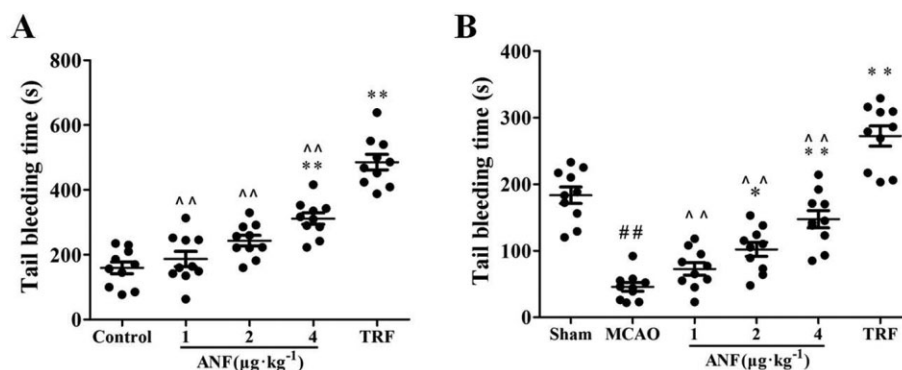 A
Tail bleeding time (s)
800
600
400
200
0
^^
^^
^^
**
**
Control 1 2 4 TRF
ANF(μg·kg⁻¹)
B
Tail bleeding time (s)
400
300
200
100
0
##
^^
^^
*
^^
**
**
Sham MCAO 1 2 4 TRF
ANF(μg·kg⁻¹)